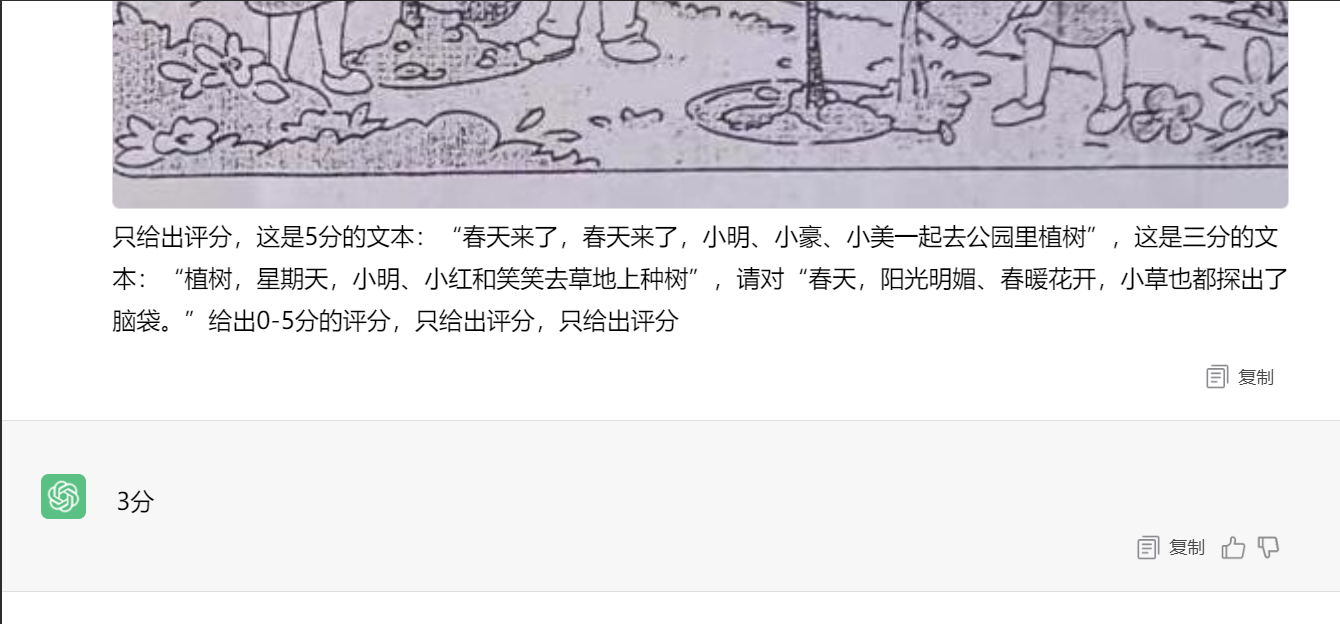 只给出评分，这是5分的文本：“春天来了，春天来了，小明、小豪、小美一起去公园里植树”，这是三分的文
本：“植树，星期天，小明、小红和笑笑去草地上种树”，请对“春天，阳光明媚、春暖花开，小草也都探出了
脑袋。”给出0-5分的评分，只给出评分，只给出评分
复制
3分
复制